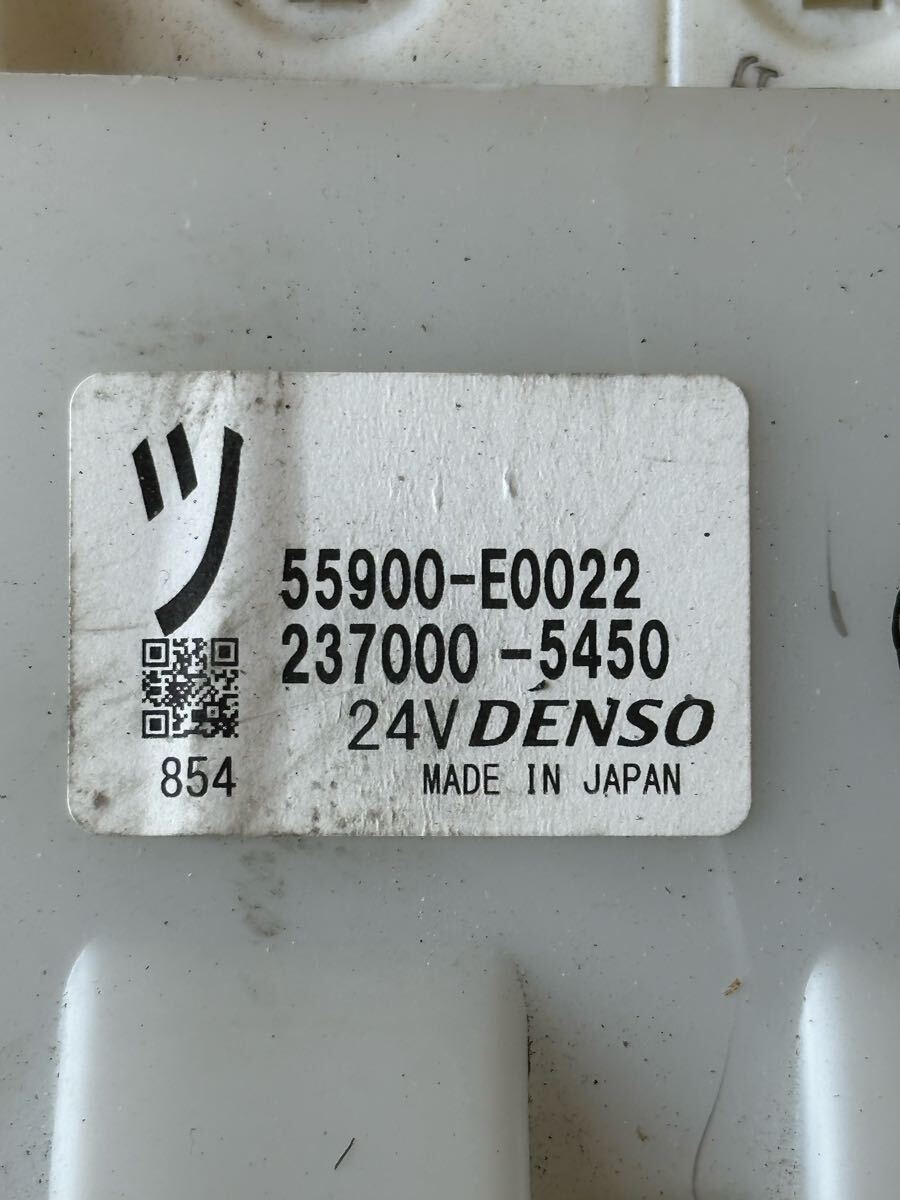 ツ
55900-E0022
237000-5450
24V DENSO
854
MADE IN JAPAN